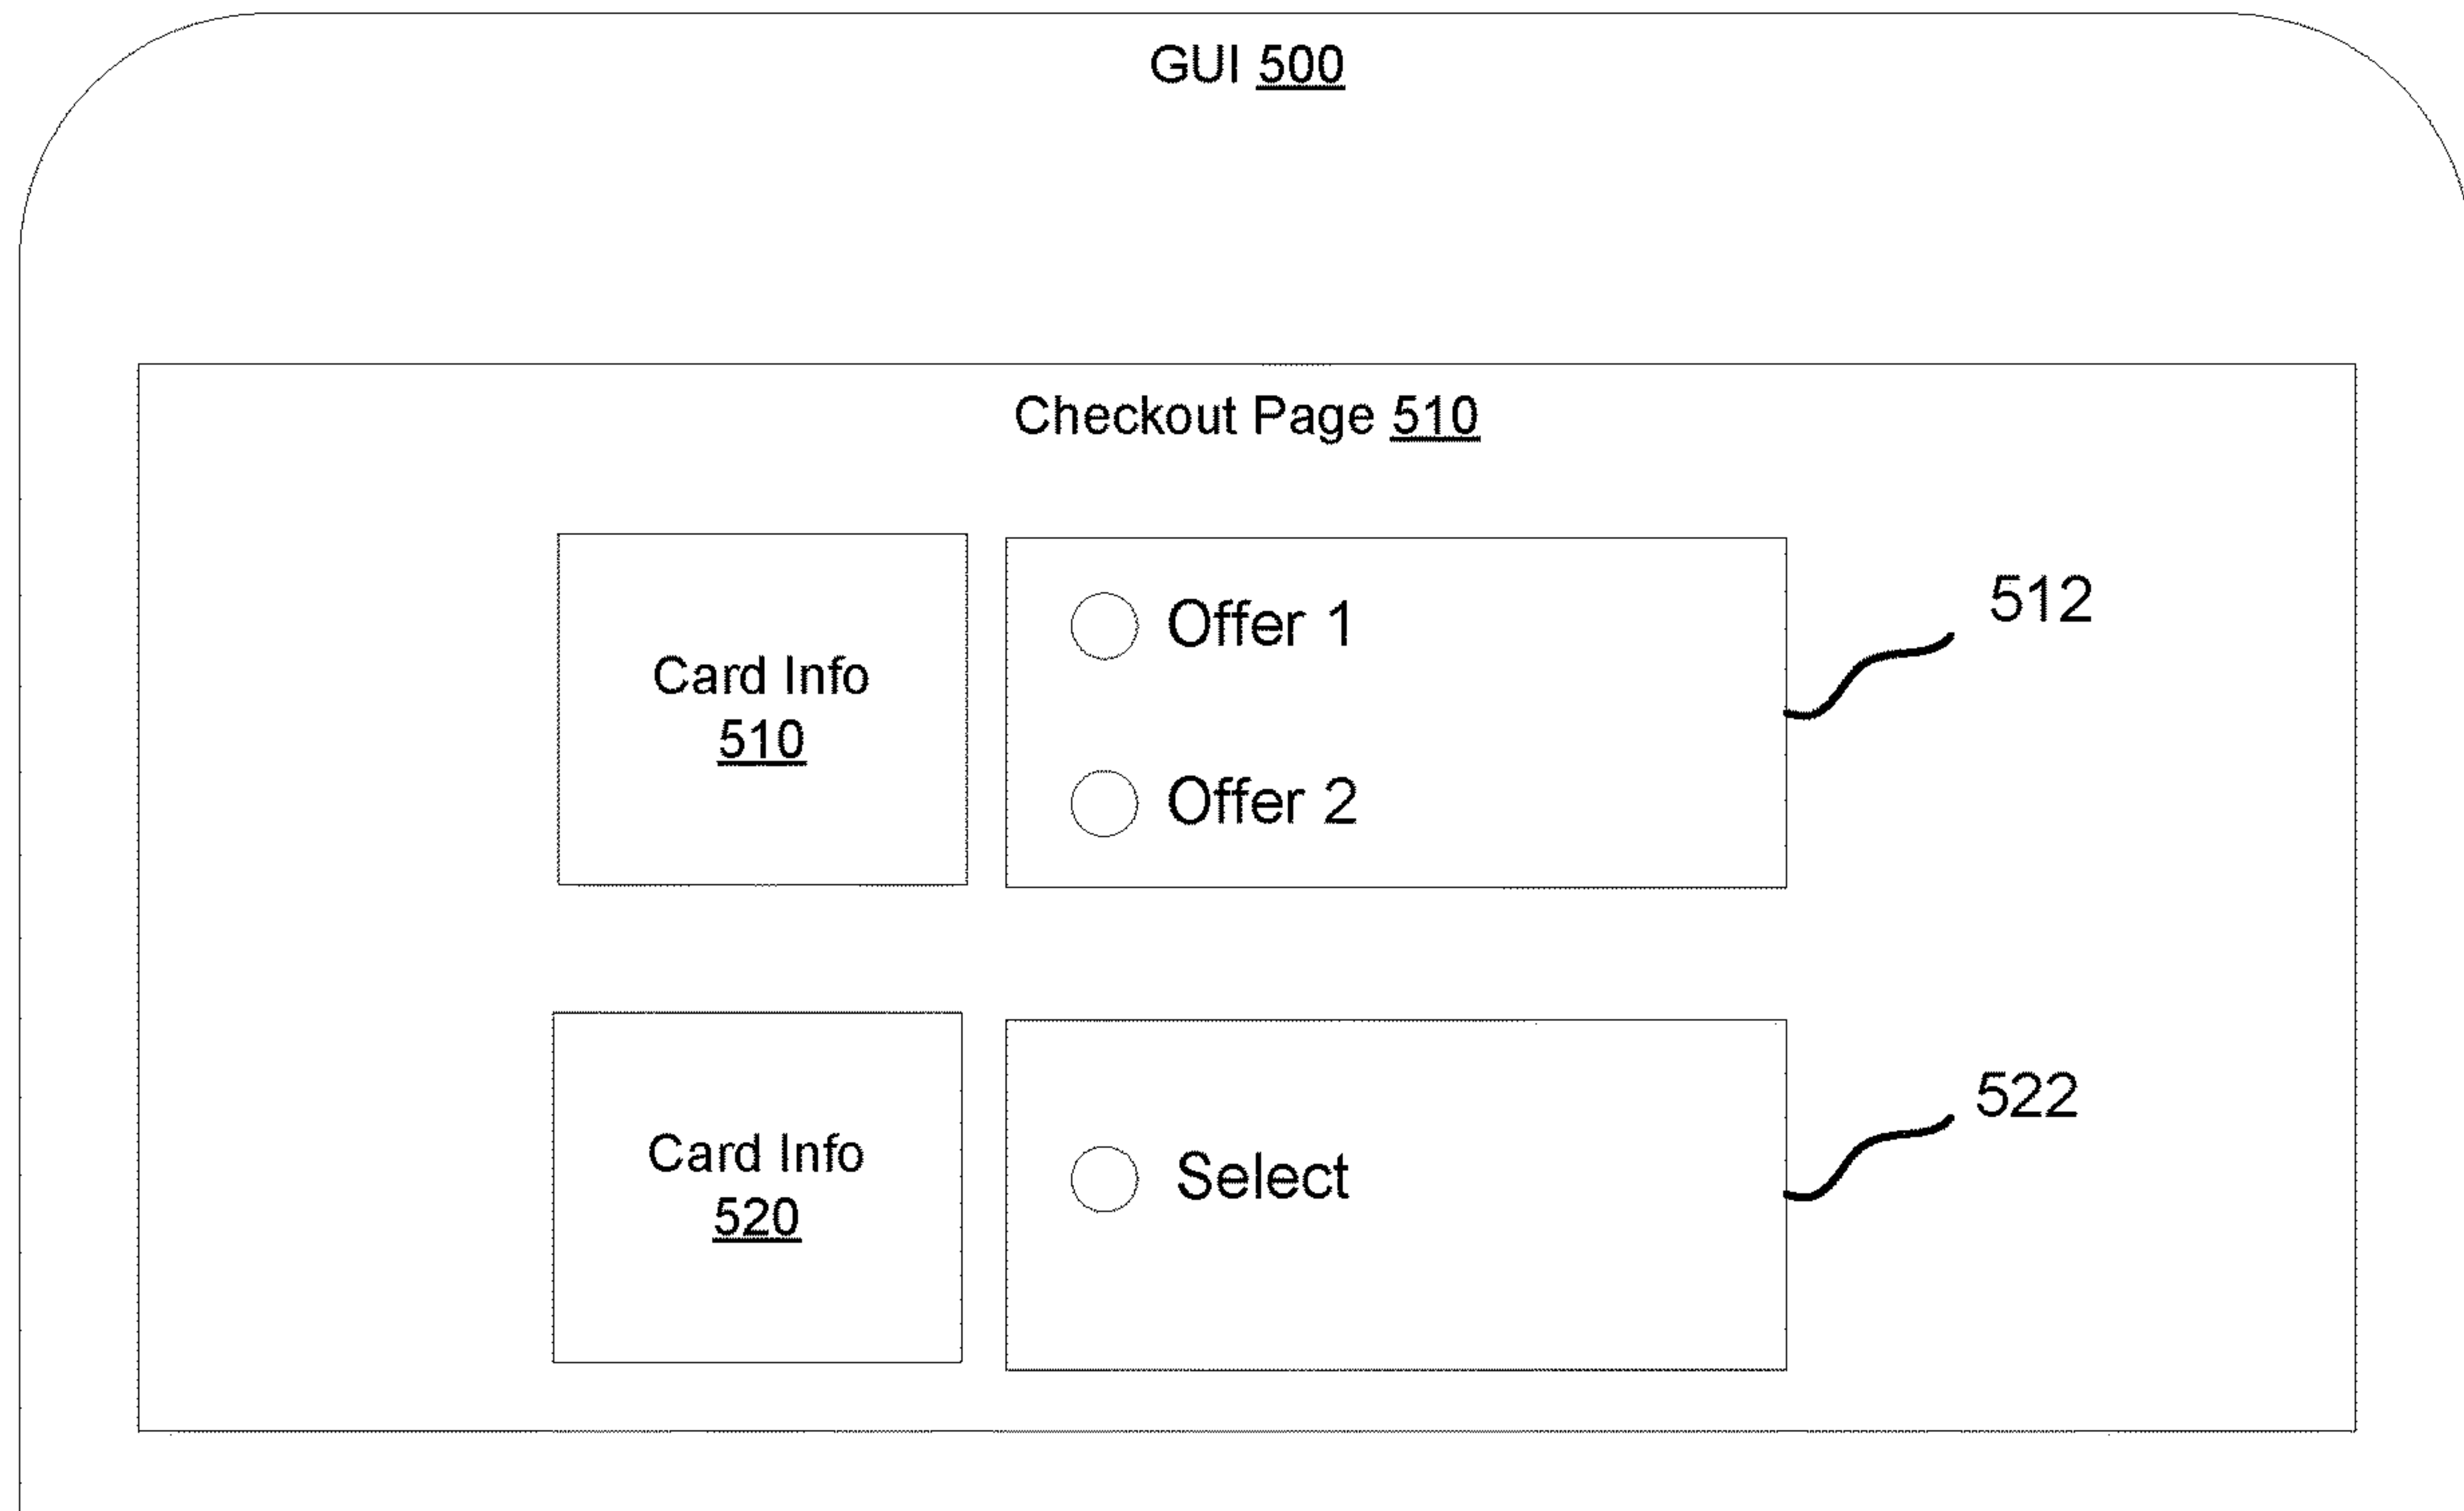 GUI 500
Checkout Page 510
Card Info
510
Offer 1
Offer 2
512
Card Info
520
Select
522